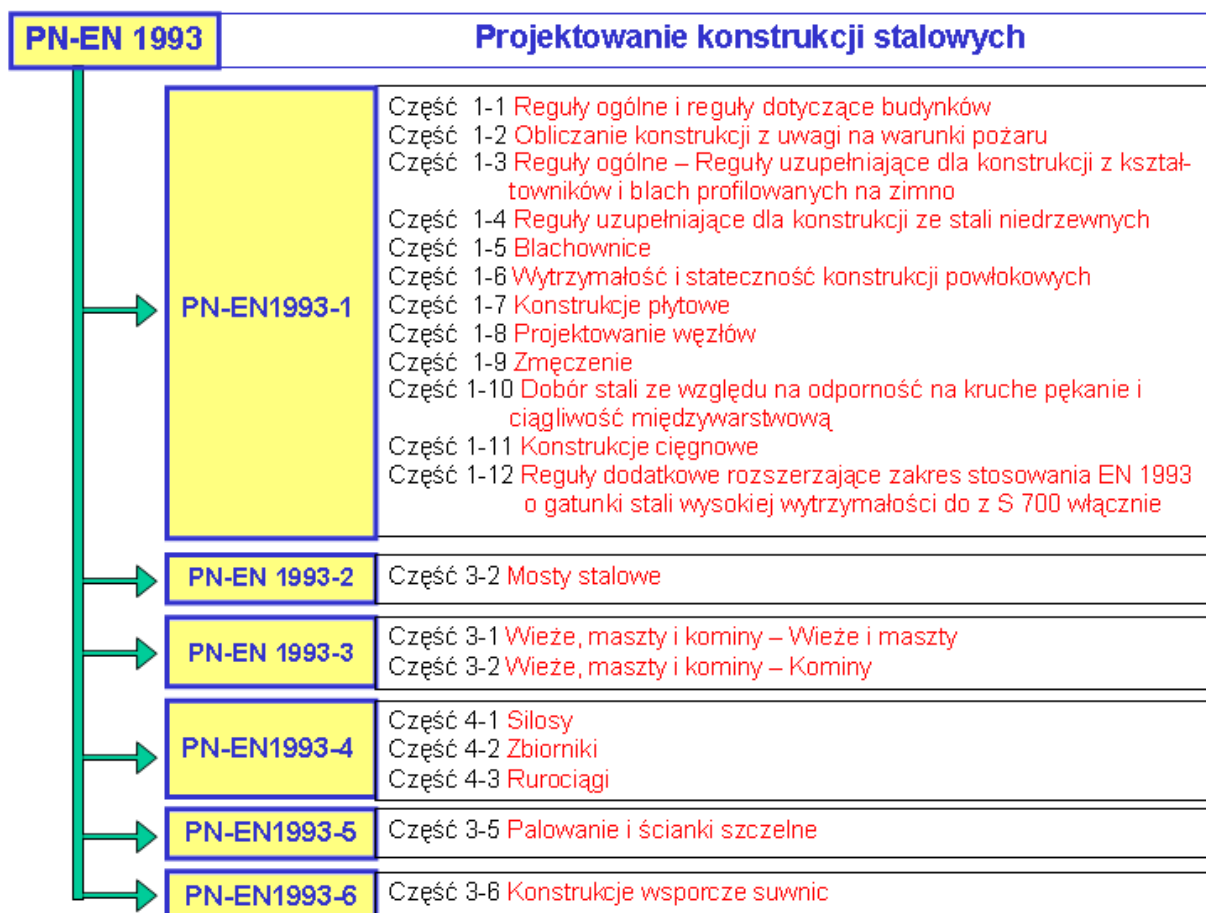 PN-EN 1993
Projektowanie konstrukcji stalowych
PN-EN1993-1
Część 1-1 Reguły ogólne i reguły dotyczące budynków
Część 1-2 Obliczanie konstrukcji z uwagi na warunki pożaru
Część 1-3 Reguły ogólne – Reguły uzupełniające dla konstrukcji z kształ-
towników i blach profilowanych na zimno
Część 1-4 Reguły uzupełniające dla konstrukcji ze stali niedrzewnych
Część 1-5 Blachownice
Część 1-6 Wytrzymałość i stateczność konstrukcji powłokowych
Część 1-7 Konstrukcje płytowe
Część 1-8 Projektowanie węzłów
Część 1-9 Zmęczenie
Część 1-10 Dobór stali ze względu na odporność na kruche pękanie i
ciągliwość międzywarstwową
Część 1-11 Konstrukcje cięgnowe
Część 1-12 Reguły dodatkowe rozszerzające zakres stosowania EN 1993
o gatunki stali wysokiej wytrzymałości do z S 700 włącznie
PN-EN 1993-2
Część 3-2 Mosty stalowe
PN-EN 1993-3
Część 3-1 Wieże, maszty i kominy – Wieże i maszty
Część 3-2 Wieże, maszty i kominy – Kominy
PN-EN1993-4
Część 4-1 Silosy
Część 4-2 Zbiorniki
Część 4-3 Rurociągi
PN-EN1993-5
Część 3-5 Palowanie i ścianki szczelne
PN-EN1993-6
Część 3-6 Konstrukcje wsporcze suwnic